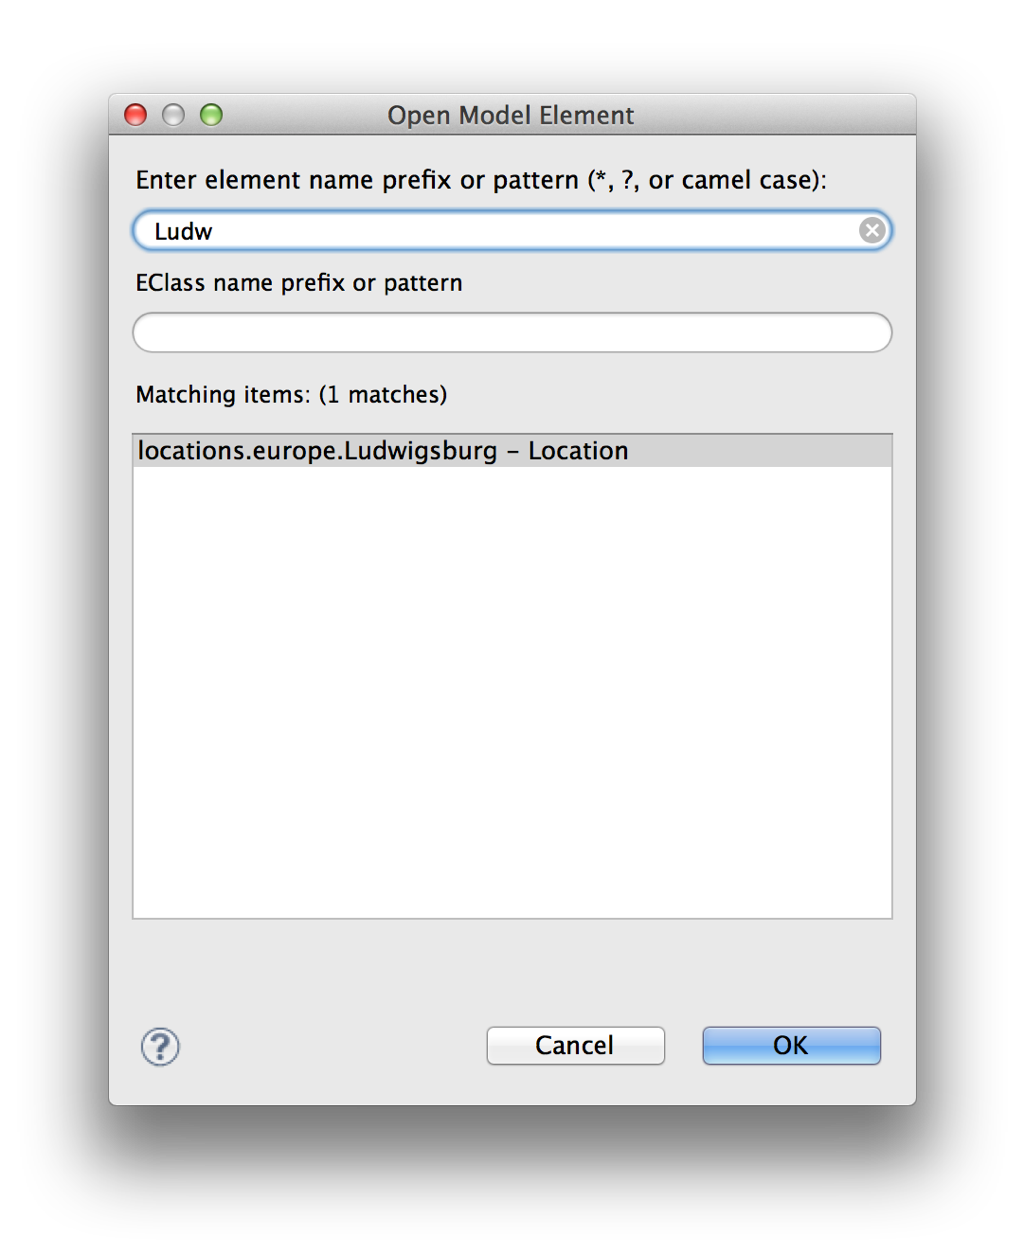 Open Model Element
Enter element name prefix or pattern (*, ?, or camel case):
Ludw
EClass name prefix or pattern
Matching items: (1 matches)
locations.europe.Ludwigsburg – Location
?
Cancel
OK